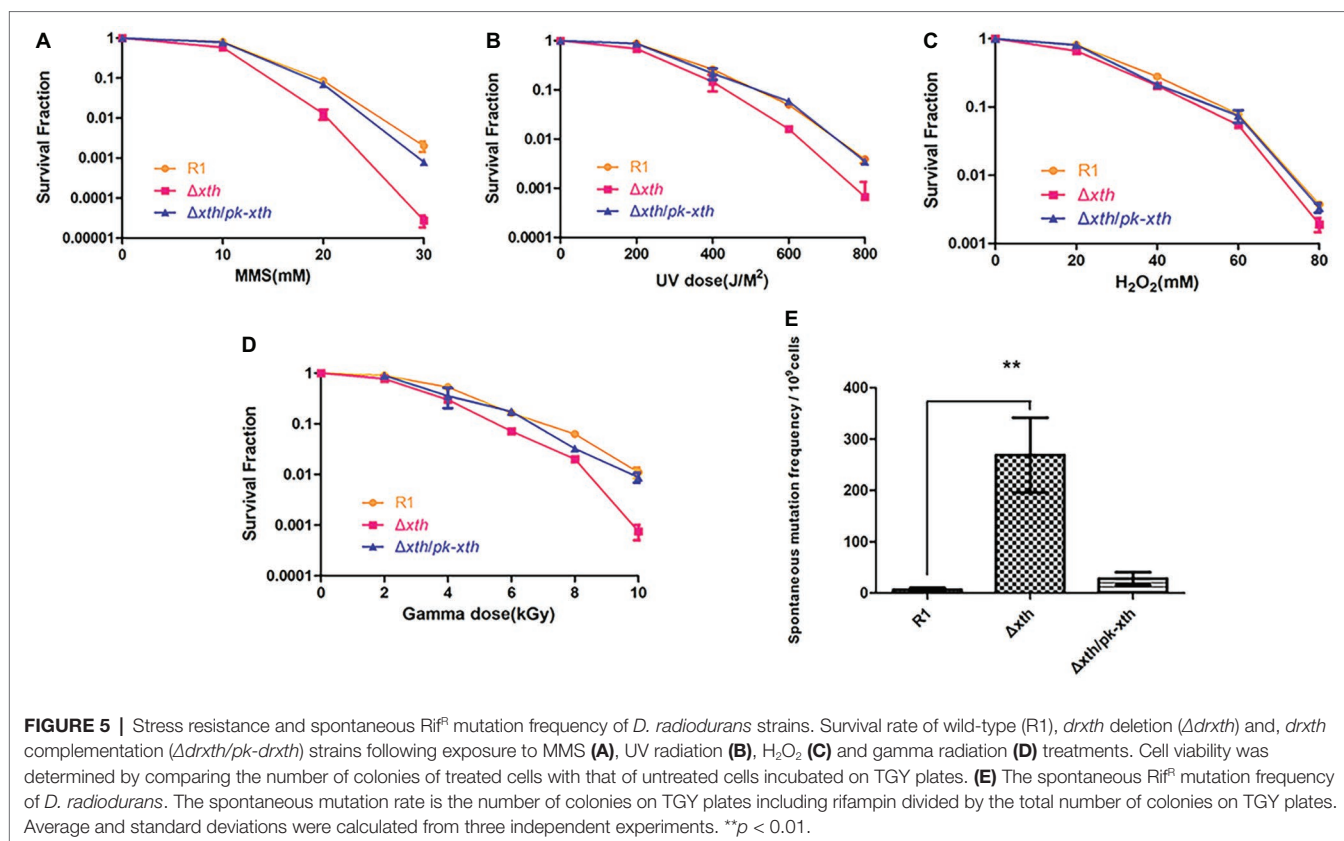 A
Survival Fraction
1
0.1
0.01
0.001
0.0001
0.00001
R1
Δxth
Δxth/pk-xth
0 10 20 30
MMS(mM)
B
Survival Fraction
1
0.1
0.01
0.001
0.0001
R1
Δxth
Δxth/pk-xth
0 200 400 600 800
UV dose(J/M²)
C
Survival Fraction
1
0.1
0.01
0.001
R1
Δxth
Δxth/pk-xth
0 20 40 60 80
H₂O₂(mM)
D
Survival Fraction
1
0.1
0.01
0.001
0.0001
R1
Δxth
Δxth/pk-xth
0 2 4 6 8 10
Gamma dose(kGy)
E
Spontaneous mutation frequency / 10⁹cells
400
300
200
100
0
**
R1
Δxth
Δxth/pk-xth
FIGURE 5 | Stress resistance and spontaneous Rifᴿ mutation frequency of D. radiodurans strains. Survival rate of wild-type (R1), drxth deletion (Δdrxth) and, drxth
complementation (Δdrxth/pk-drxth) strains following exposure to MMS (A), UV radiation (B), H₂O₂ (C) and gamma radiation (D) treatments. Cell viability was
determined by comparing the number of colonies of treated cells with that of untreated cells incubated on TGY plates. (E) The spontaneous Rifᴿ mutation frequency
of D. radiodurans. The spontaneous mutation rate is the number of colonies on TGY plates including rifampin divided by the total number of colonies on TGY plates.
Average and standard deviations were calculated from three independent experiments. **p < 0.01.